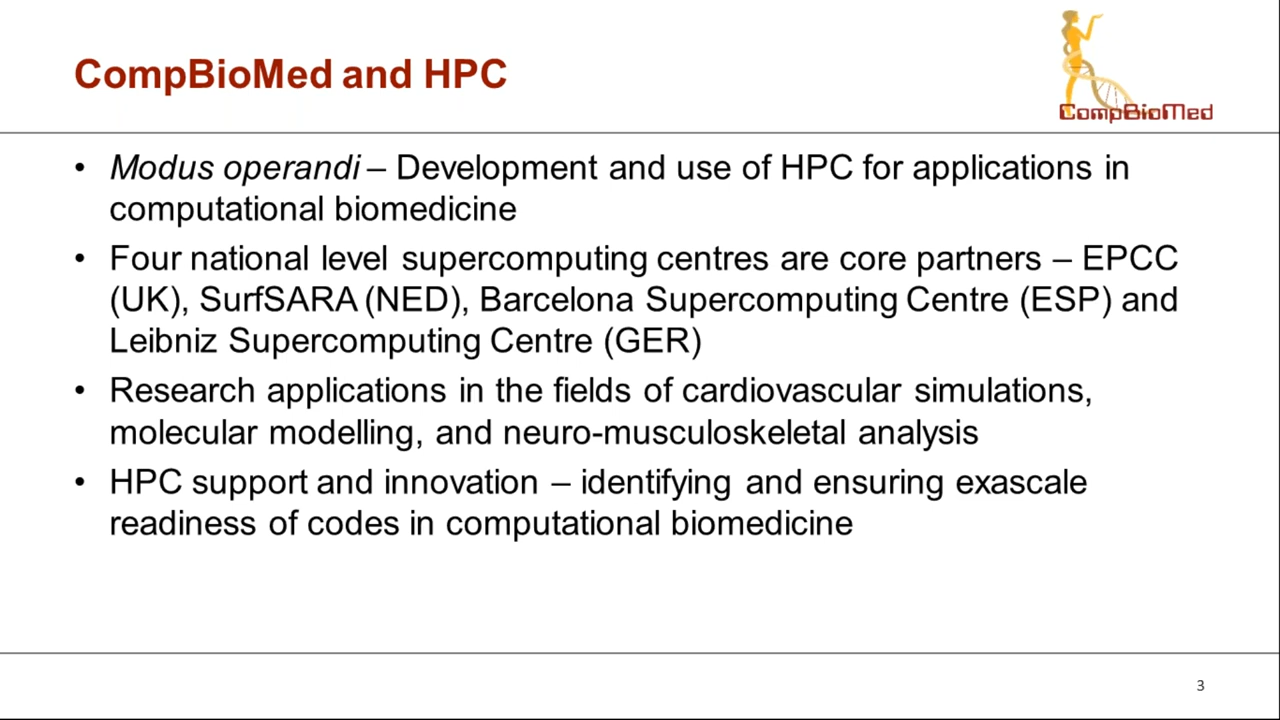 CompBioMed and HPC
CompBioMed
• Modus operandi – Development and use of HPC for applications in
computational biomedicine
• Four national level supercomputing centres are core partners – EPCC
(UK), SurfSARA (NED), Barcelona Supercomputing Centre (ESP) and
Leibniz Supercomputing Centre (GER)
• Research applications in the fields of cardiovascular simulations,
molecular modelling, and neuro-musculoskeletal analysis
• HPC support and innovation – identifying and ensuring exascale
readiness of codes in computational biomedicine
3